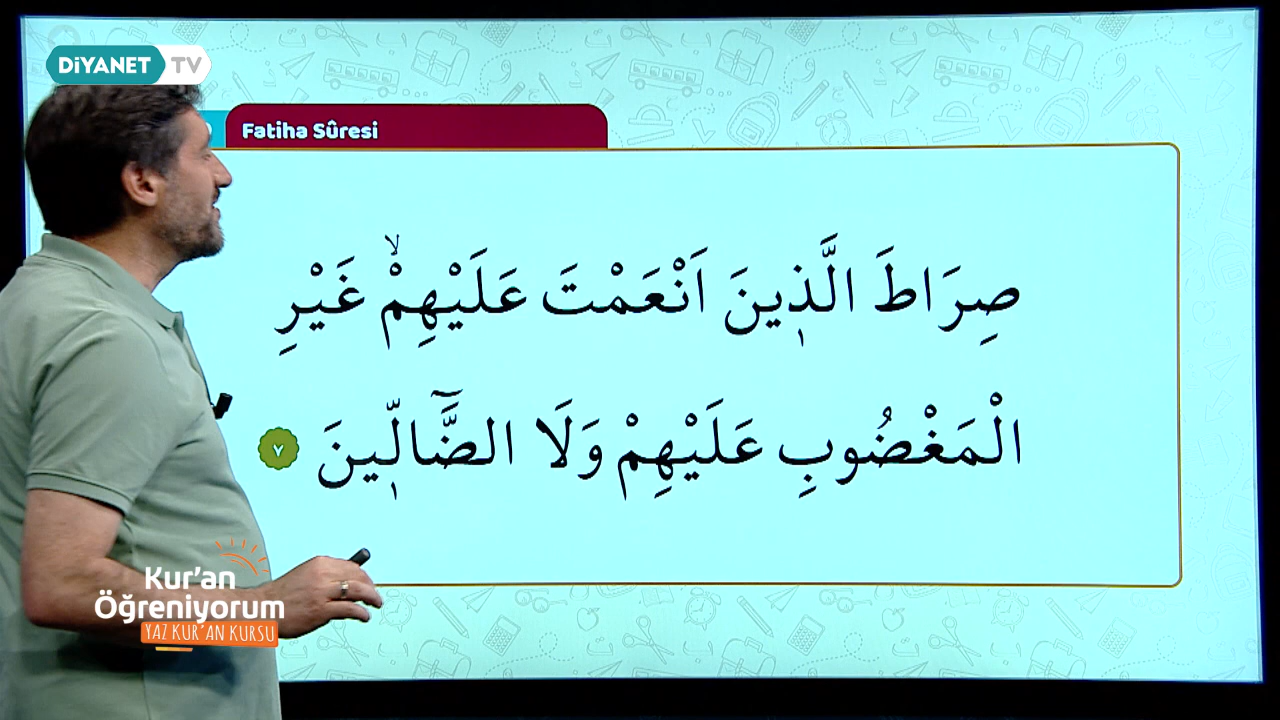 DİYANET TV
Fatiha Sûresi
صِرَاطَ الَّذ۪ينَ اَنْعَمْتَ عَلَيْهِمْۙ غَيْرِ
الْمَغْضُوبِ عَلَيْهِمْ وَلَا الضَّٓالّ۪ينَ ٧
Kur'an
Öğreniyorum
YAZ KUR'AN KURSU